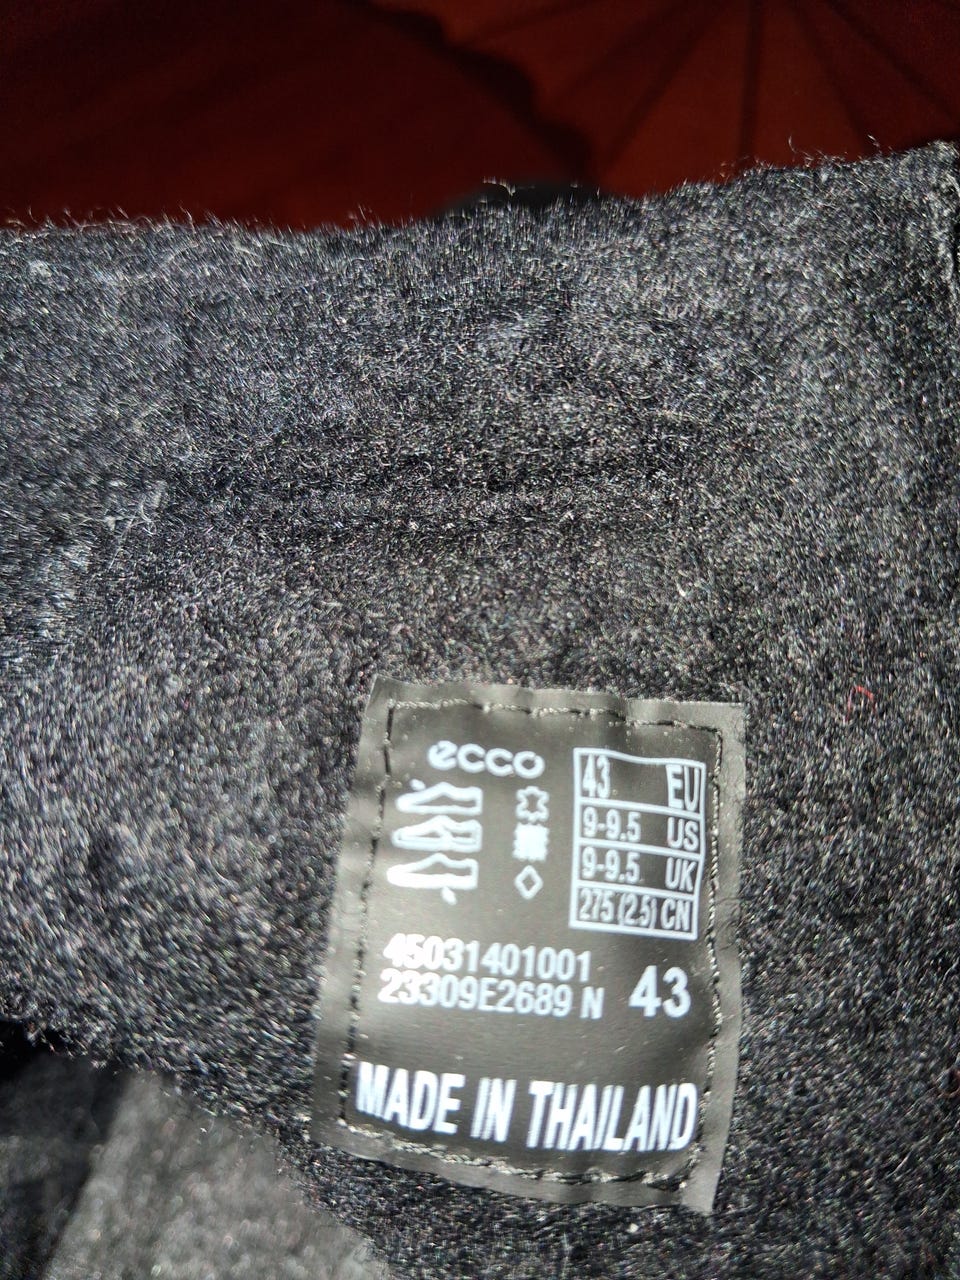 ecco
43 EU
9-9.5 US
9-9.5 UK
275 (2.5) CN
45031401001
23309E2689 N 43
MADE IN THAILAND